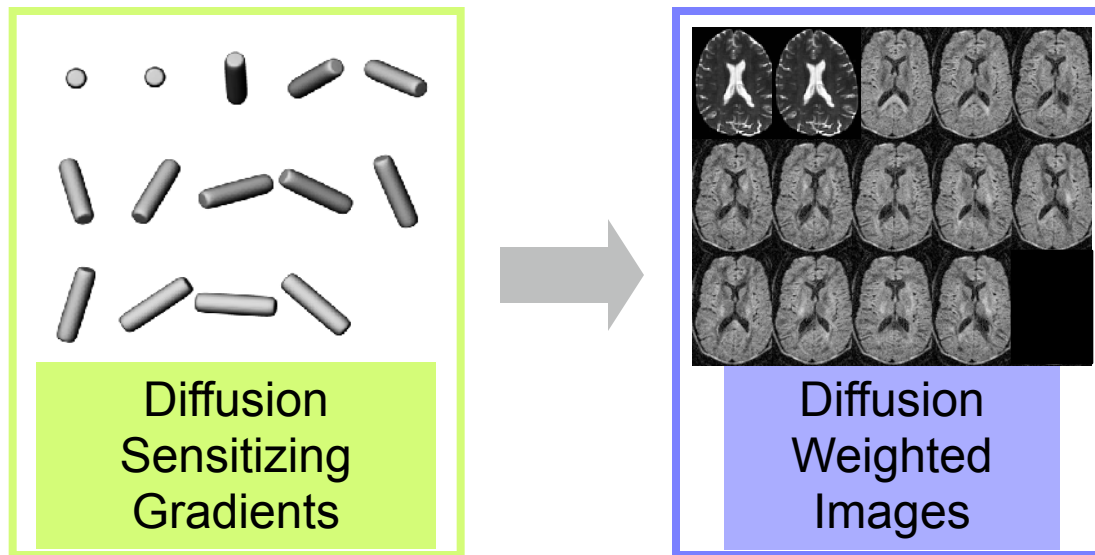 Diffusion
Sensitizing
Gradients
Diffusion
Weighted
Images